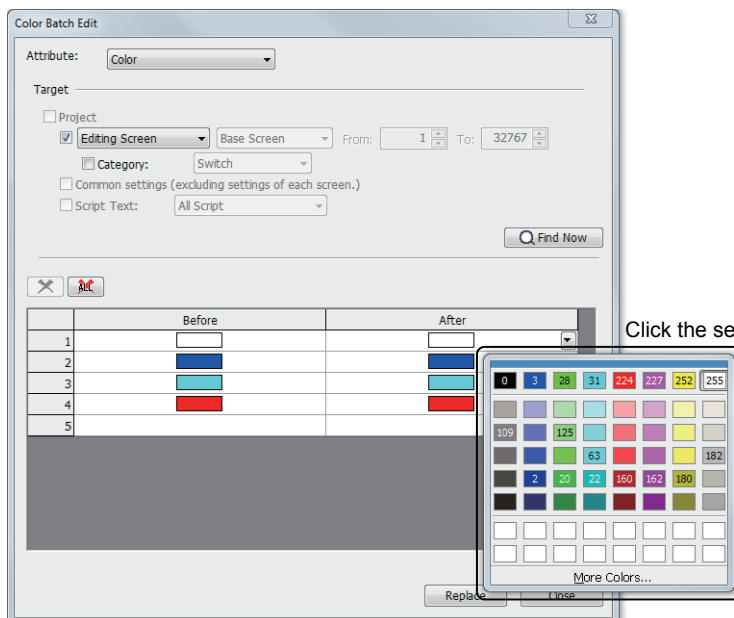 Color Batch Edit
Attribute: Color
Target
Project
Editing Screen Base Screen From: 1 To: 32767
Category: Switch
Common settings (excluding settings of each screen.)
Script Text: All Script
Find Now
ALL
Before After
1
Click the se
2
0 3 28 31 224 227 252 255
3
4
5
109 125
63 182
2 20 22 160 162 180
More Colors...
Replace Close